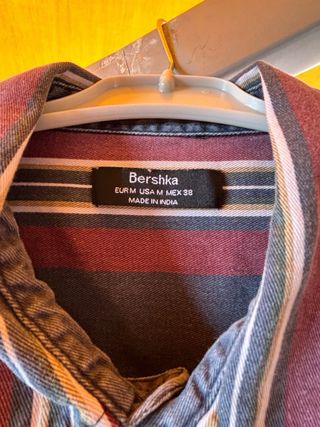 Bershka
EUR M USA M MEX 38
MADE IN INDIA